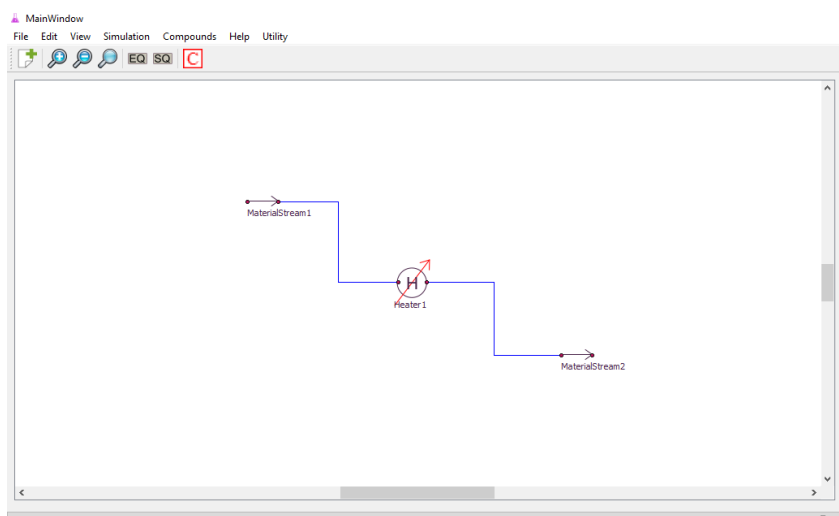 MainWindow
File Edit View Simulation Compounds Help Utility
EQ SQ C
MaterialStream1
H
Heater1
MaterialStream2